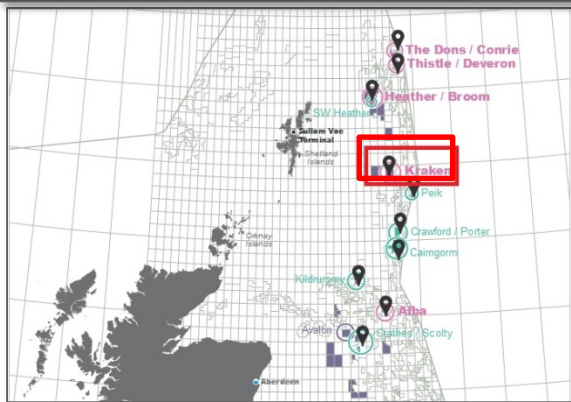 The Dons / Conrie
Thistle / Deveron
Heather / Broom
SW Heather
Sullom Voe
Terminal
Shetland
Islands
Kraken
Peik
Crawford / Porter
Orkney
Islands
Cairngorm
Kildrummy
Alba
Avalon
Crathes / Scolty
Aberdeen